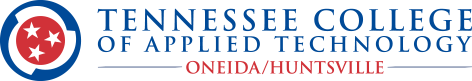 TENNESSEE COLLEGE
OF APPLIED TECHNOLOGY
ONEIDA/HUNTSVILLE